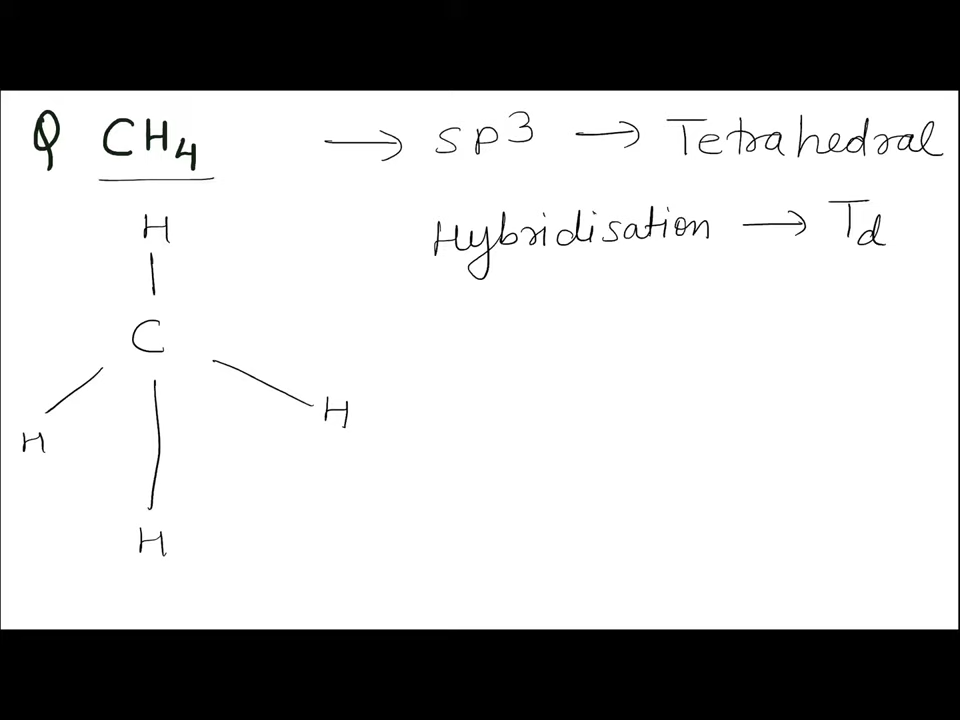 Q CH4 → sp3 → Tetrahedral
Hybridisation → Td
H
C
H H
H